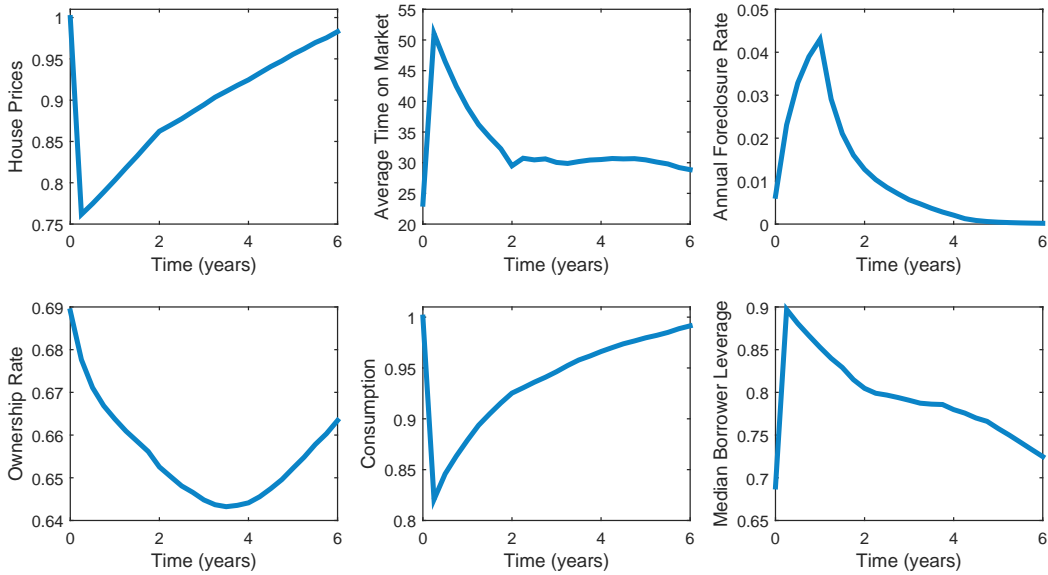 House Prices
1
0.95
0.9
0.85
0.8
0.75
0 2 4 6
Time (years)
Average Time on Market
55
50
45
40
35
30
25
20
0 2 4 6
Time (years)
Annual Foreclosure Rate
0.05
0.04
0.03
0.02
0.01
0
0 2 4 6
Time (years)
Ownership Rate
0.69
0.68
0.67
0.66
0.65
0.64
0 2 4 6
Time (years)
Consumption
1
0.95
0.9
0.85
0.8
0 2 4 6
Time (years)
Median Borrower Leverage
0.9
0.85
0.8
0.75
0.7
0.65
0 2 4 6
Time (years)